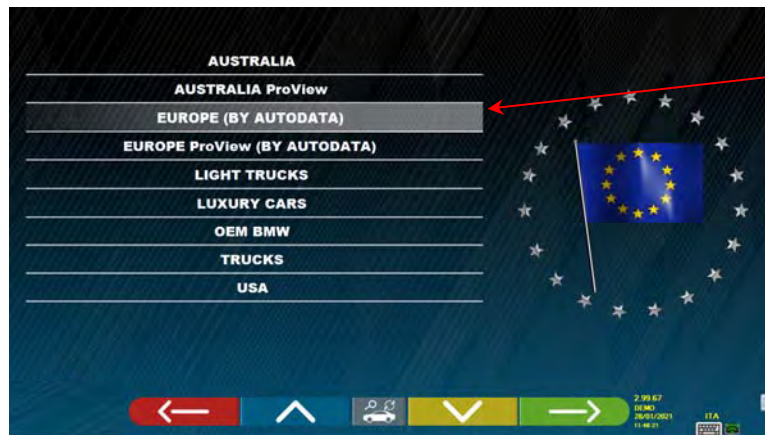 AUSTRALIA
AUSTRALIA ProView
EUROPE (BY AUTODATA)
EUROPE ProView (BY AUTODATA)
LIGHT TRUCKS
LUXURY CARS
OEM BMW
TRUCKS
USA
2.99.67
DEMO
28/01/2021
ITA